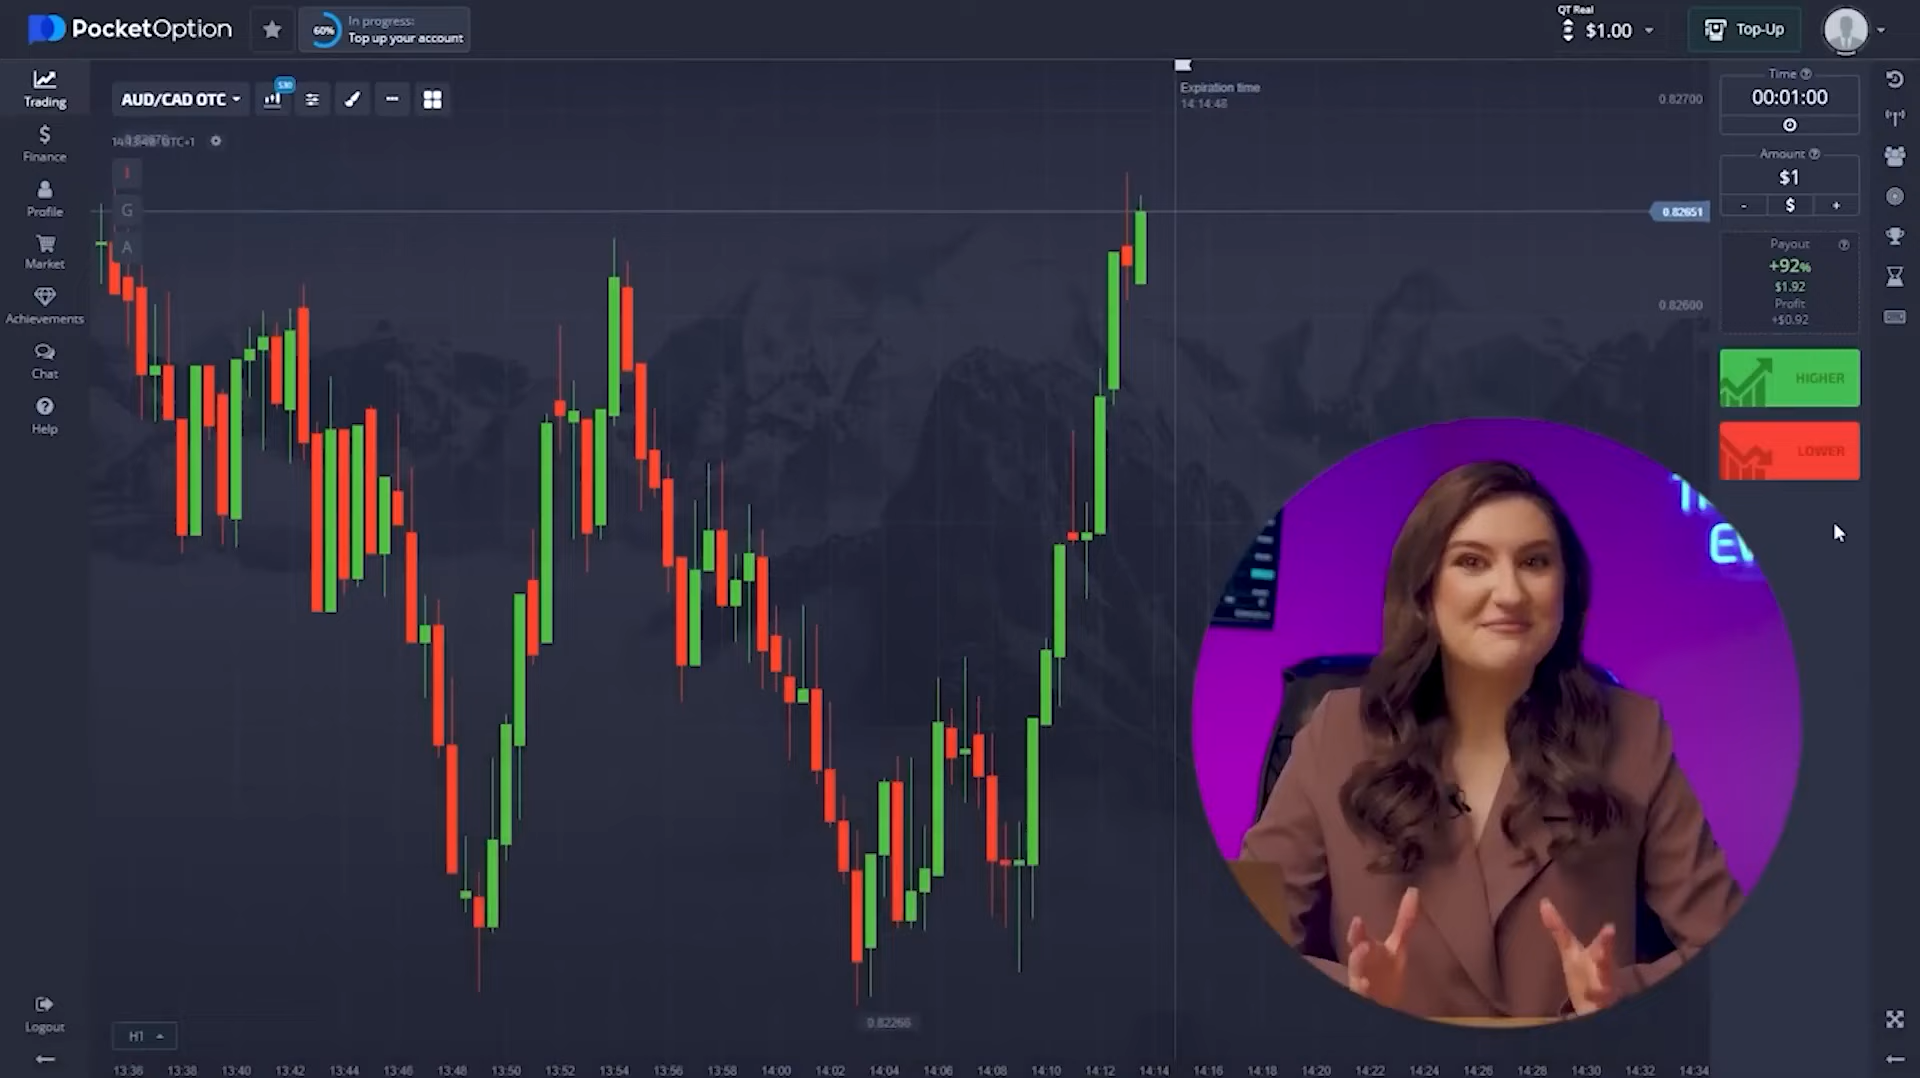 PocketOption
60%
In progress:
Top up your account
QT Real
$1.00
Top-Up
Trading
Finance
Profile
Market
Achievements
Chat
Help
Logout
AUD/CAD OTC
S30
UTC+1
I
G
A
Expiration time
14:14:48
0.82700
0.82651
0.82600
0.82266
Time
00:01:00
Amount
$1
- $ +
Payout
+92%
$1.92
Profit
+$0.92
HIGHER
LOWER
H1
13:36 13:38 13:40 13:42 13:44 13:46 13:48 13:50 13:52 13:54 13:56 13:58 14:00 14:02 14:04 14:06 14:08 14:10 14:12 14:14 14:16 14:18 14:20 14:22 14:24 14:26 14:28 14:30 14:32 14:34